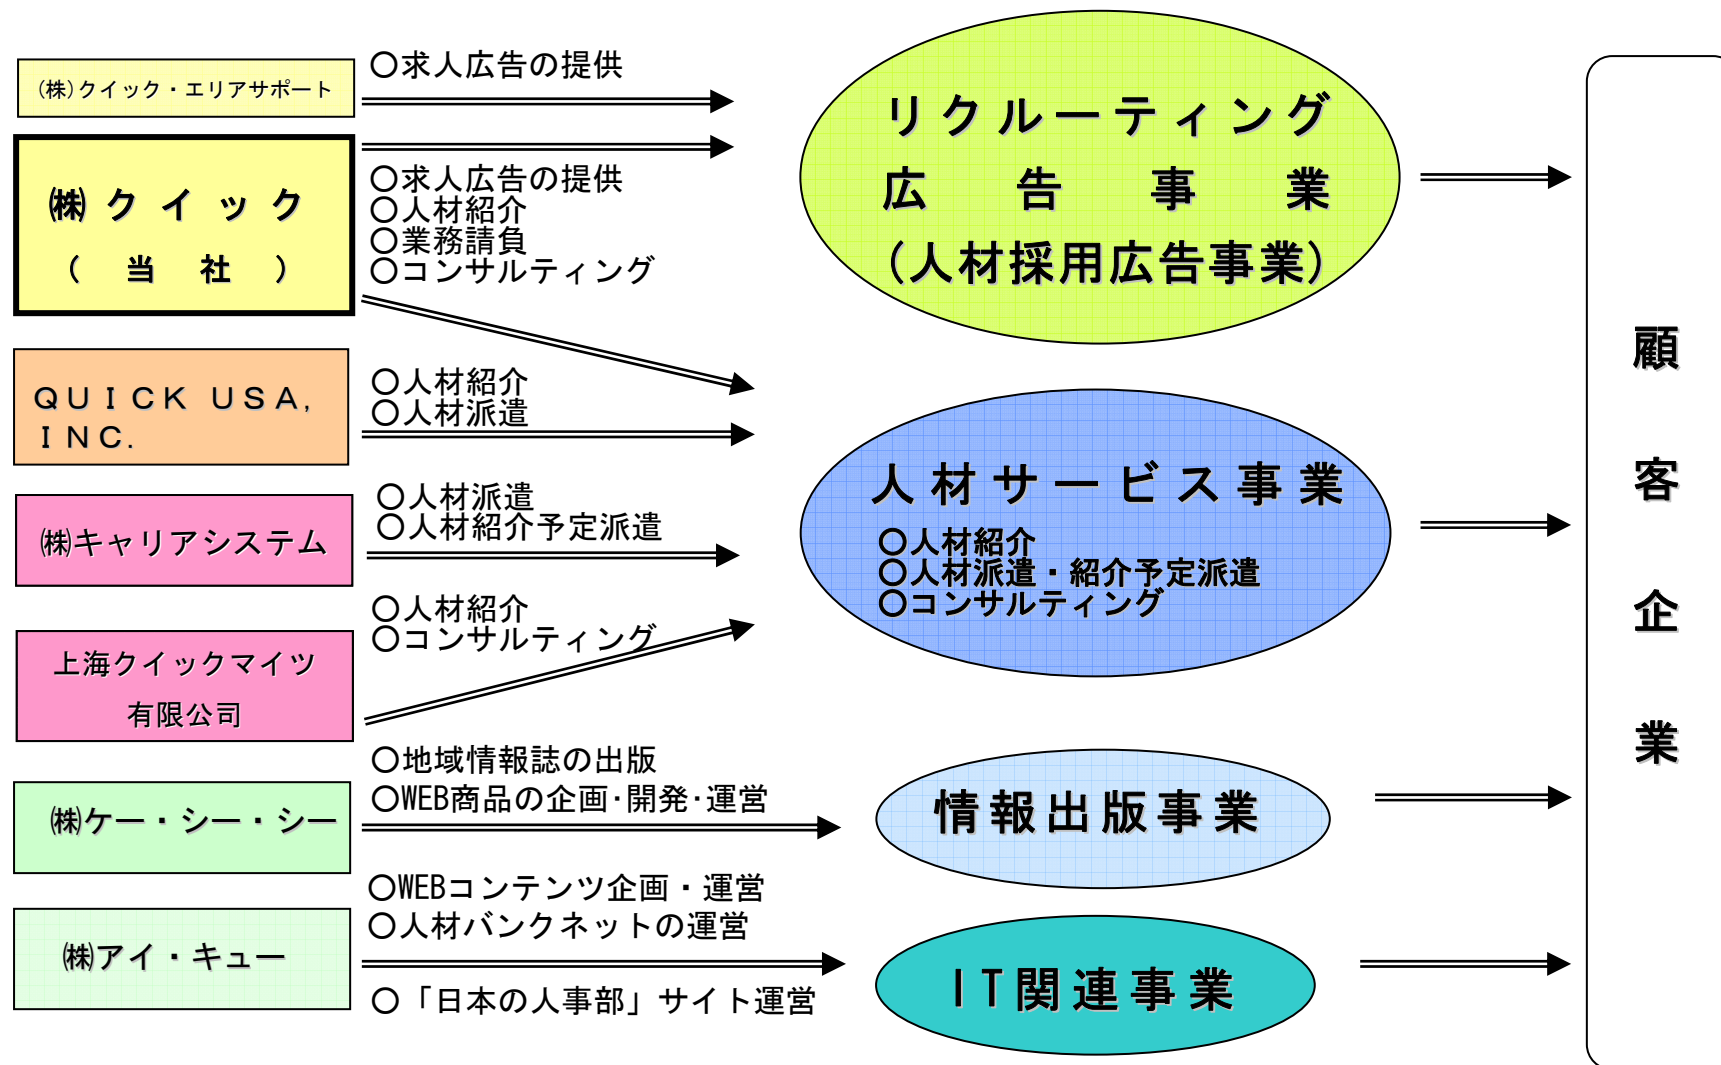 (株)クイック・エリアサポート
○求人広告の提供
㈱クイック
（当社）
○求人広告の提供
○人材紹介
○業務請負
○コンサルティング
ＱＵＩＣＫ ＵＳＡ,
ＩＮＣ.
○人材紹介
○人材派遣
㈱キャリアシステム
○人材派遣
○人材紹介予定派遣
上海クイックマイツ
有限公司
○人材紹介
○コンサルティング
㈱ケー・シー・シー
○地域情報誌の出版
○WEB商品の企画･開発･運営
㈱アイ・キュー
○WEBコンテンツ企画・運営
○人材バンクネットの運営
○「日本の人事部」サイト運営
リクルーティング
広告事業
(人材採用広告事業)
人材サービス事業
○人材紹介
○人材派遣・紹介予定派遣
○コンサルティング
情報出版事業
IT関連事業
顧客企業